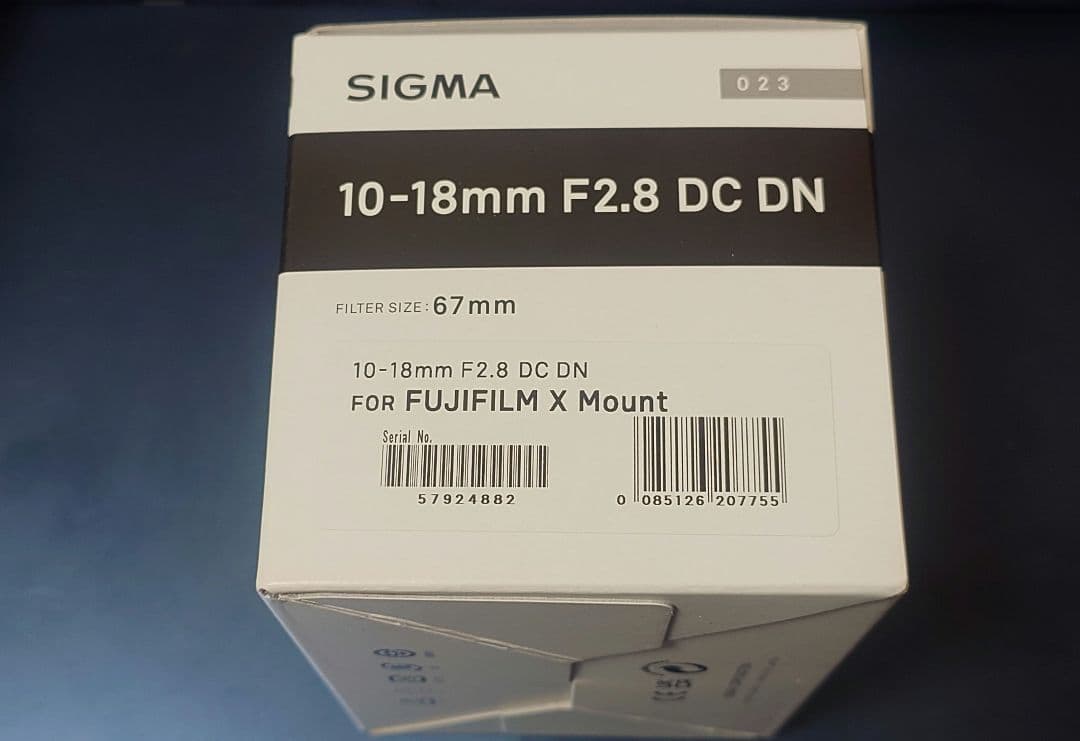 SIGMA
023
10-18mm F2.8 DC DN
FILTER SIZE: 67mm
10-18mm F2.8 DC DN
FOR FUJIFILM X Mount
Serial No.
57924882
0 085126 207755
CE